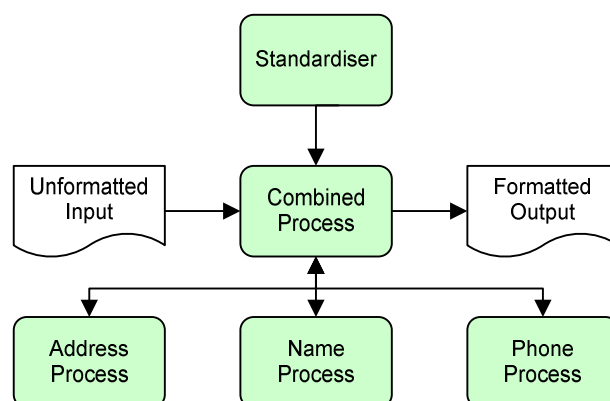 Standardiser
Unformatted
Input
Combined
Process
Formatted
Output
Address
Process
Name
Process
Phone
Process